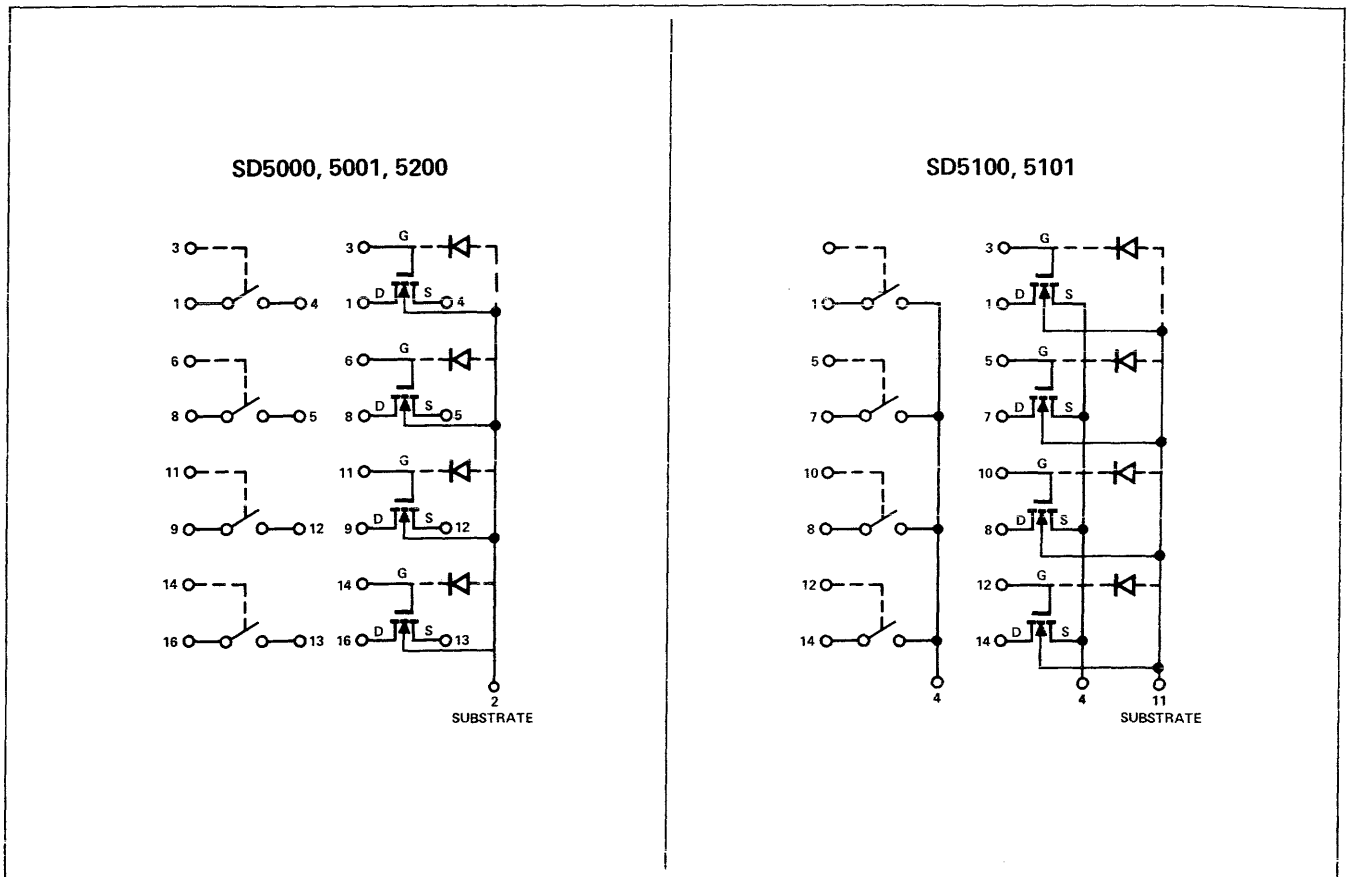 SD5000, 5001, 5200
3
1 4
6
8 5
11
9 12
14
16 13
3 G
1 D S 4
6 G
8 D S 5
11 G
9 D S 12
14 G
16 D S 13
2
SUBSTRATE
SD5100, 5101
1
5
7
10
8
12
14
4
3 G
1 D S
5 G
7 D S
10 G
8 D S
12 G
14 D S
4
11
SUBSTRATE